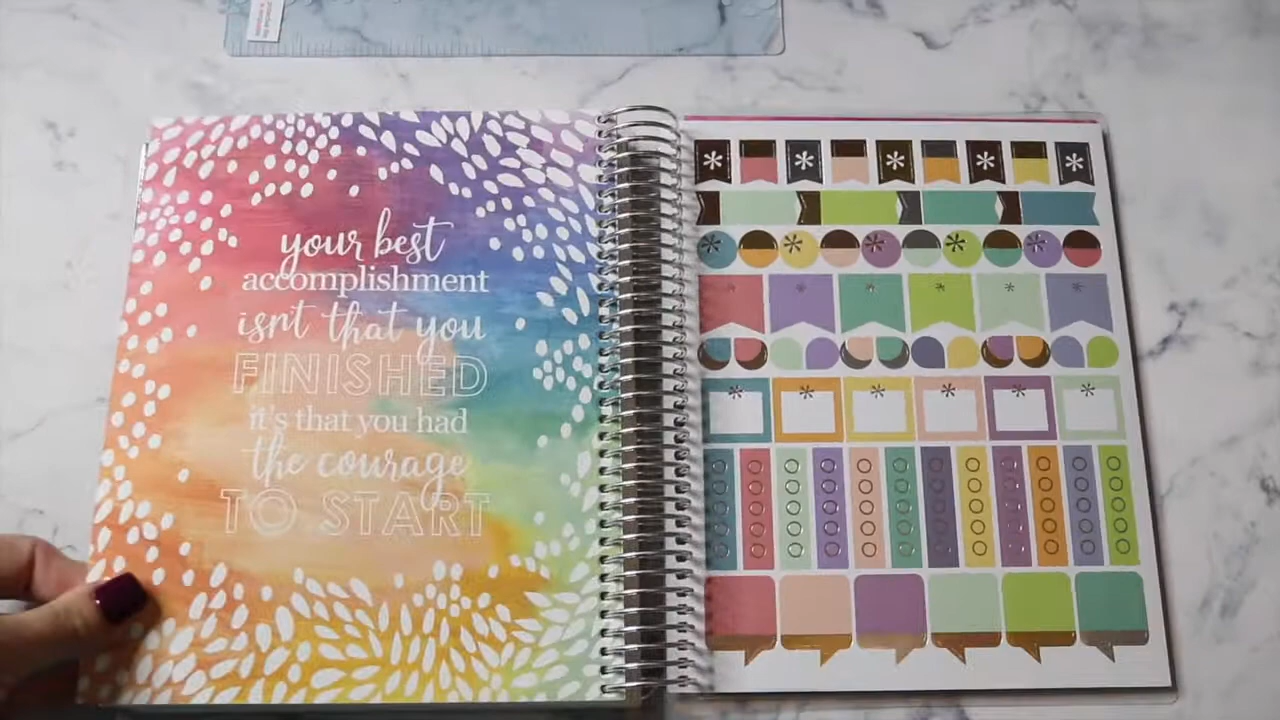 your best
accomplishment
isn't that you
FINISHED
it's that you had
the courage
TO START